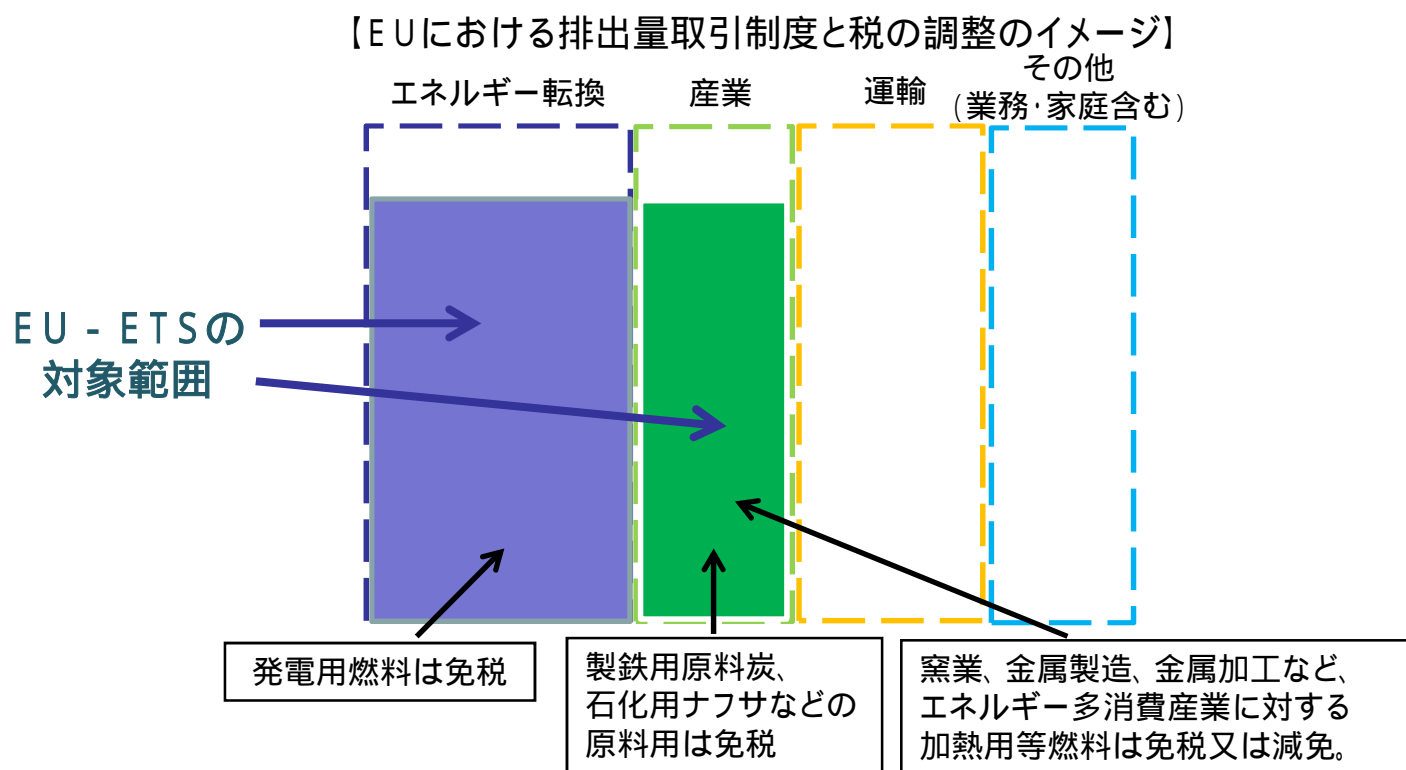 【EUにおける排出量取引制度と税の調整のイメージ】
エネルギー転換
産業
運輸
その他
(業務・家庭含む)
EU-ETSの
対象範囲
発電用燃料は免税
製鉄用原料炭、
石化用ナフサなどの
原料用は免税
窯業、金属製造、金属加工など、
エネルギー多消費産業に対する
加熱用等燃料は免税又は減免。